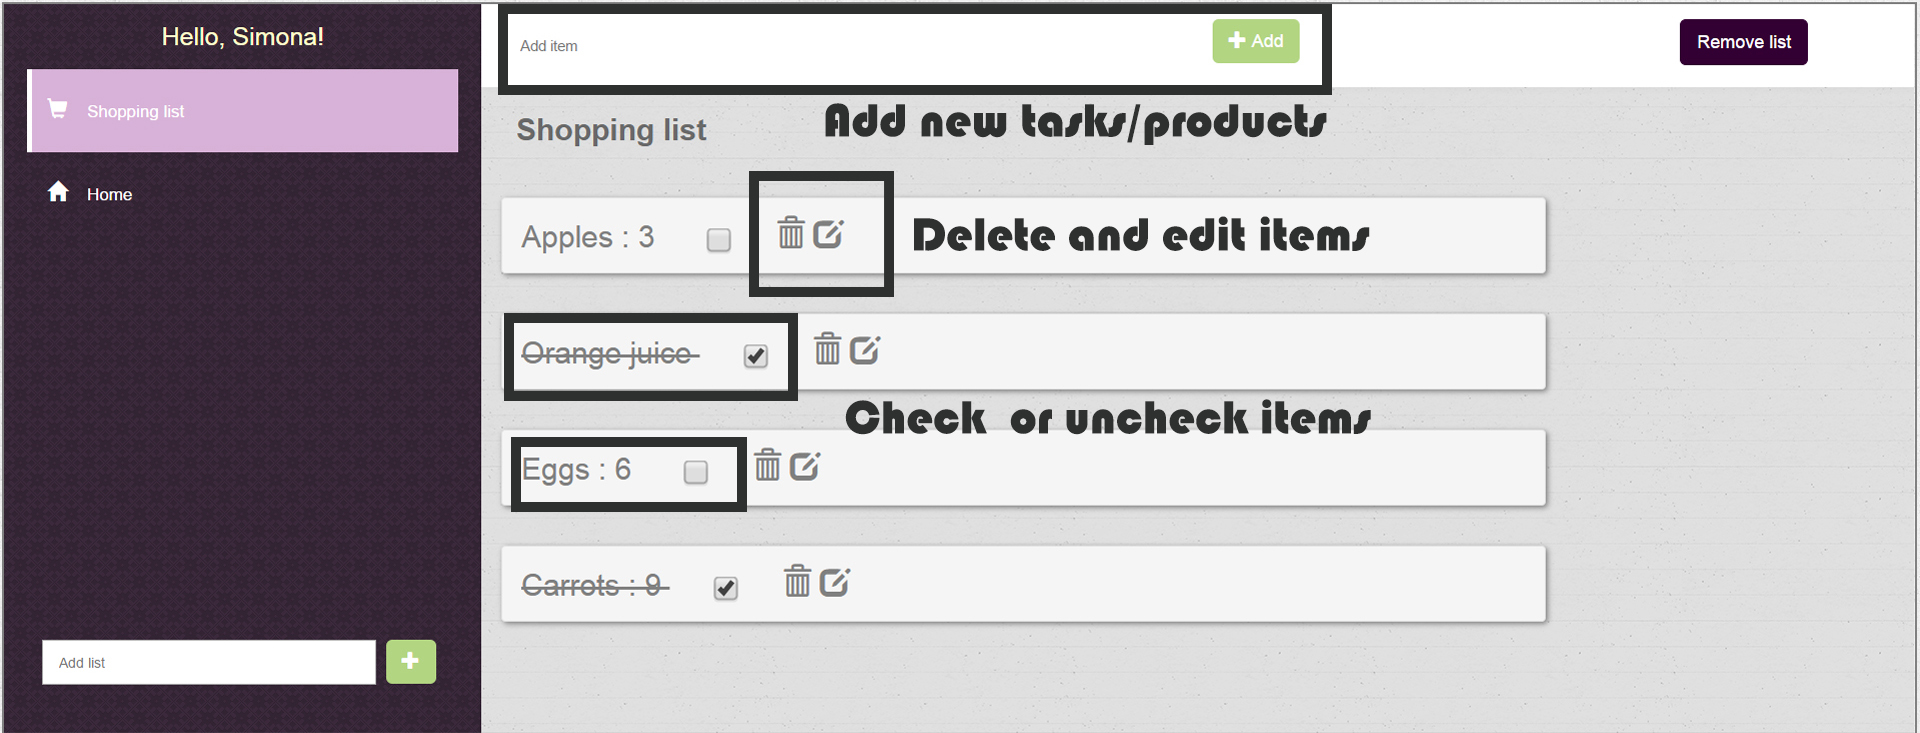 Hello, Simona!
Shopping list
Home
Add list
Add item
Add
Remove list
Shopping list
Add new tasks/products
Apples : 3
Delete and edit items
Orange juice
Check or uncheck items
Eggs : 6
Carrots : 9